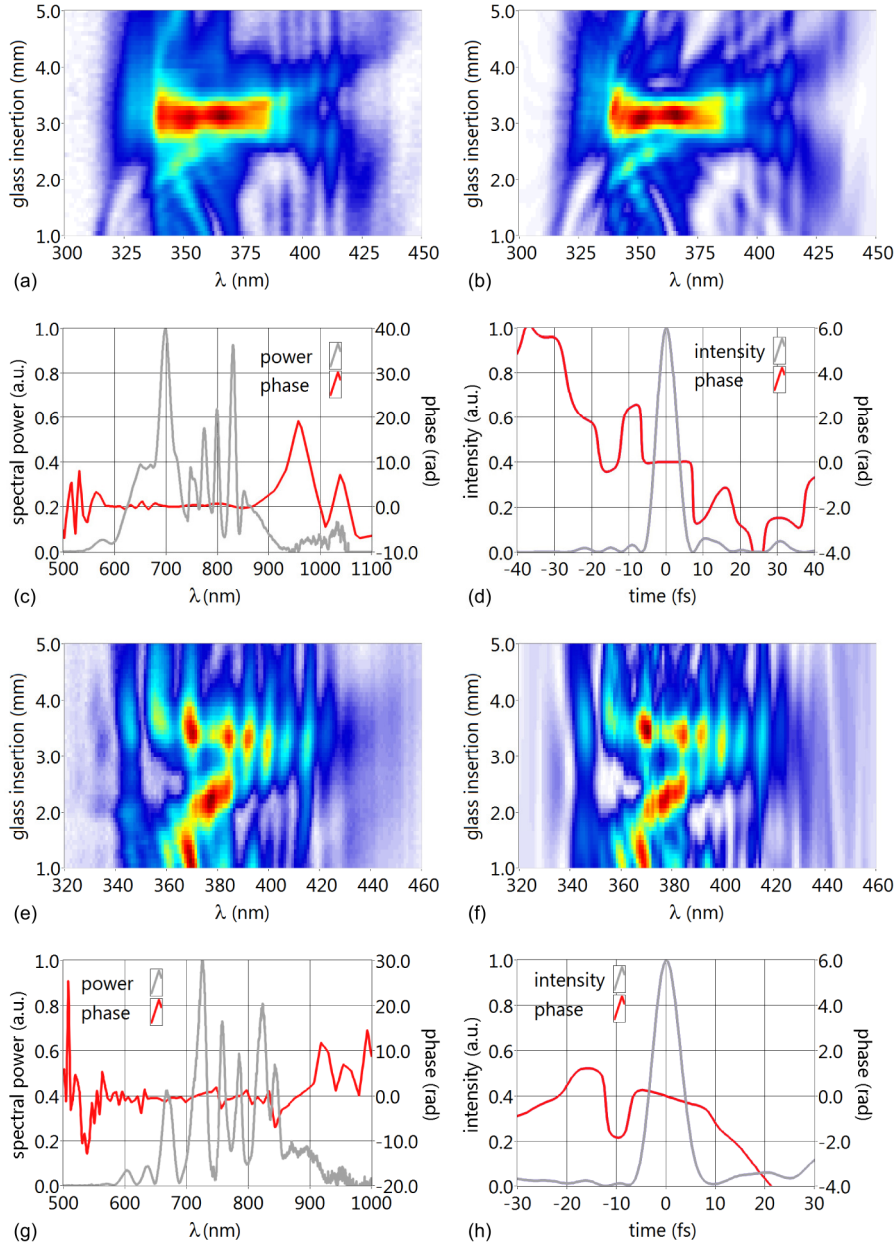 5.0
4.0
3.0
2.0
1.0
glass insertion (mm)
300 325 350 375 400 425 450
λ (nm)
(a)
5.0
4.0
3.0
2.0
1.0
glass insertion (mm)
300 325 350 375 400 425 450
λ (nm)
(b)
1.0
0.8
0.6
0.4
0.2
0.0
spectral power (a.u.)
power
phase
40.0
30.0
20.0
10.0
0.0
-10.0
phase (rad)
500 600 700 800 900 1000 1100
λ (nm)
(c)
1.0
0.8
0.6
0.4
0.2
0.0
intensity (a.u.)
intensity
phase
6.0
4.0
2.0
0.0
-2.0
-4.0
phase (rad)
-40 -30 -20 -10 0 10 20 30 40
time (fs)
(d)
5.0
4.0
3.0
2.0
1.0
glass insertion (mm)
320 340 360 380 400 420 440 460
λ (nm)
(e)
5.0
4.0
3.0
2.0
1.0
glass insertion (mm)
320 340 360 380 400 420 440 460
λ (nm)
(f)
1.0
0.8
0.6
0.4
0.2
0.0
spectral power (a.u.)
power
phase
30.0
20.0
10.0
0.0
-10.0
-20.0
phase (rad)
500 600 700 800 900 1000
λ (nm)
(g)
1.0
0.8
0.6
0.4
0.2
0.0
intensity (a.u.)
intensity
phase
6.0
4.0
2.0
0.0
-2.0
-4.0
phase (rad)
-30 -20 -10 0 10 20 30
time (fs)
(h)